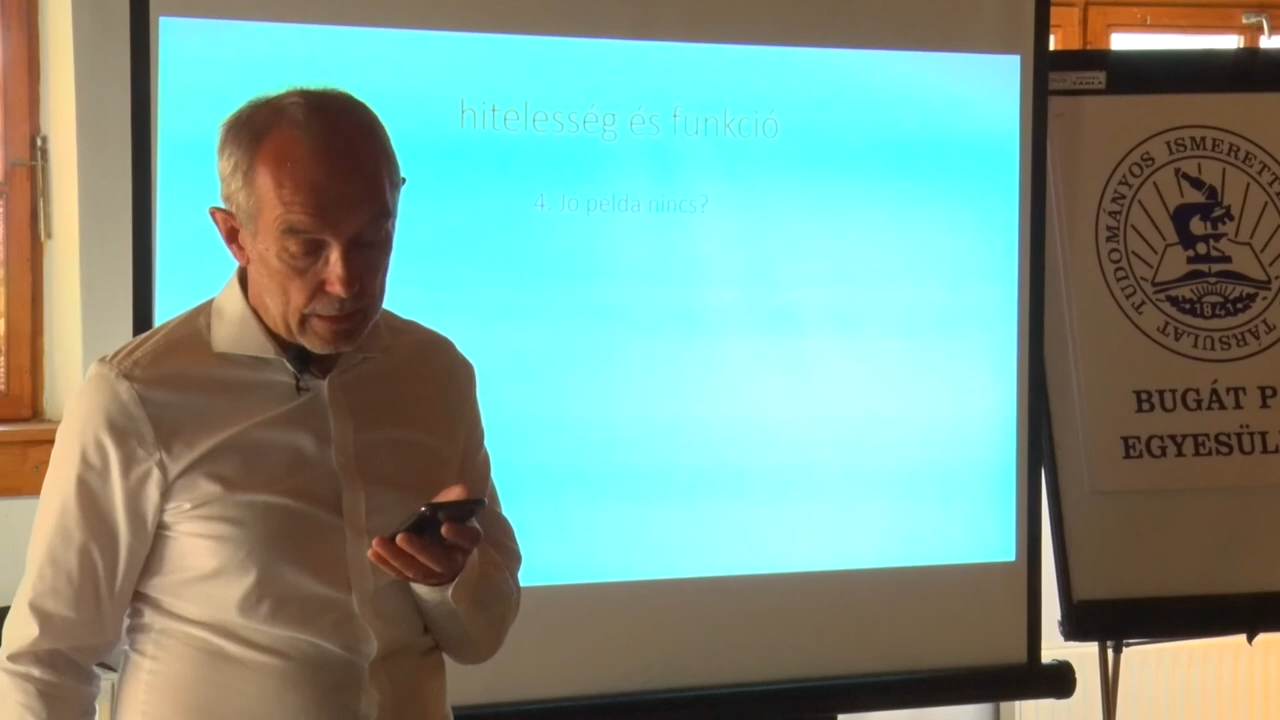 hitelesség és funkció
4. Jó példa nincs?
TUDOMÁNYOS ISMERETT
TÁRSULAT
1841
BUGÁT P
EGYESÜL